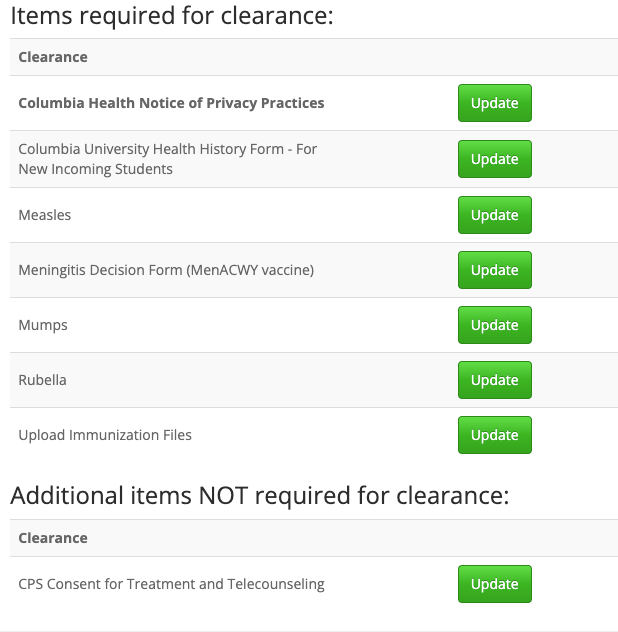 Items required for clearance:
Clearance
Columbia Health Notice of Privacy Practices
Update
Columbia University Health History Form - For
New Incoming Students
Update
Measles
Update
Meningitis Decision Form (MenACWY vaccine)
Update
Mumps
Update
Rubella
Update
Upload Immunization Files
Update
Additional items NOT required for clearance:
Clearance
CPS Consent for Treatment and Telecounseling
Update